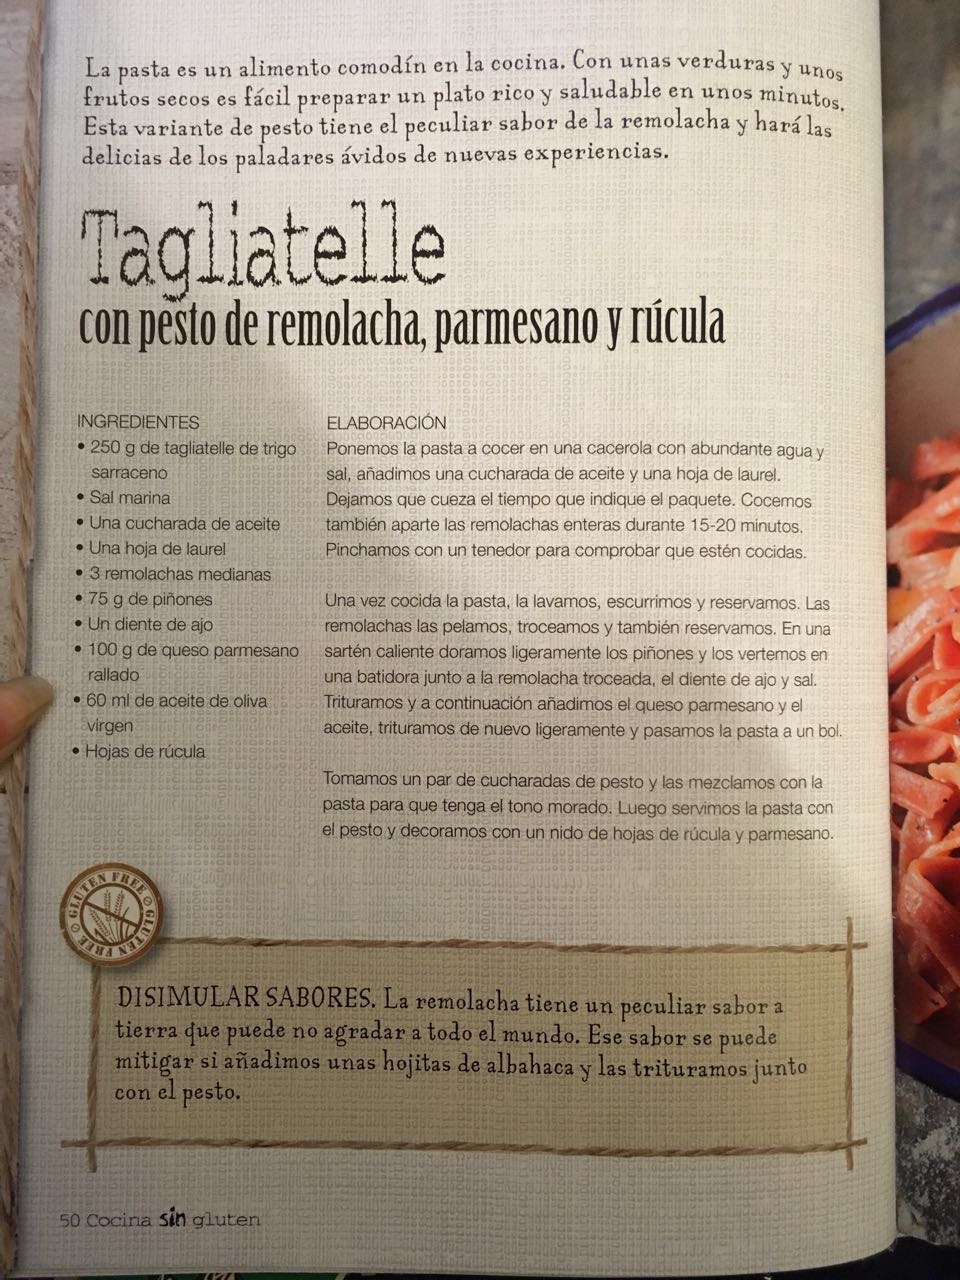 La pasta es un alimento comodín en la cocina. Con unas verduras y unos
frutos secos es fácil preparar un plato rico y saludable en unos minutos.
Esta variante de pesto tiene el peculiar sabor de la remolacha y hará las
delicias de los paladares ávidos de nuevas experiencias.
Tagliatelle
con pesto de remolacha, parmesano y rúcula
INGREDIENTES
• 250 g de tagliatelle de trigo
sarraceno
• Sal marina
• Una cucharada de aceite
• Una hoja de laurel
• 3 remolachas medianas
• 75 g de piñones
• Un diente de ajo
• 100 g de queso parmesano
rallado
• 60 ml de aceite de oliva
virgen
• Hojas de rúcula
ELABORACIÓN
Ponemos la pasta a cocer en una cacerola con abundante agua y
sal, añadimos una cucharada de aceite y una hoja de laurel.
Dejamos que cueza el tiempo que indique el paquete. Cocemos
también aparte las remolachas enteras durante 15-20 minutos.
Pinchamos con un tenedor para comprobar que estén cocidas.
Una vez cocida la pasta, la lavamos, escurrimos y reservamos. Las
remolachas las pelamos, troceamos y también reservamos. En una
sartén caliente doramos ligeramente los piñones y los vertemos en
una batidora junto a la remolacha troceada, el diente de ajo y sal.
Trituramos y a continuación añadimos el queso parmesano y el
aceite, trituramos de nuevo ligeramente y pasamos la pasta a un bol.
Tomamos un par de cucharadas de pesto y las mezclamos con la
pasta para que tenga el tono morado. Luego servimos la pasta con
el pesto y decoramos con un nido de hojas de rúcula y parmesano.
GLUTEN FREE
GLUTEN FREE
GLUTEN FREE
DISIMULAR SABORES. La remolacha tiene un peculiar sabor a
tierra que puede no agradar a todo el mundo. Ese sabor se puede
mitigar si añadimos unas hojitas de albahaca y las trituramos junto
con el pesto.
50 Cocina sin gluten